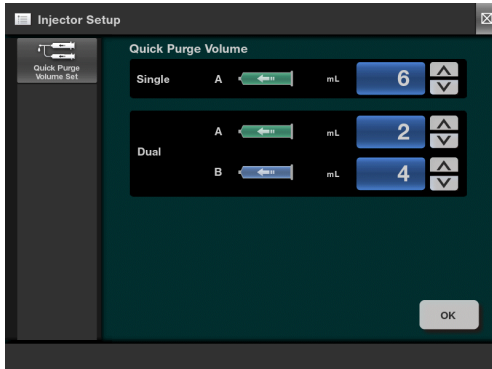 Injector Setup
Quick Purge
Volume Set
Quick Purge Volume
Single A mL 6
A mL 2
Dual
B mL 4
OK